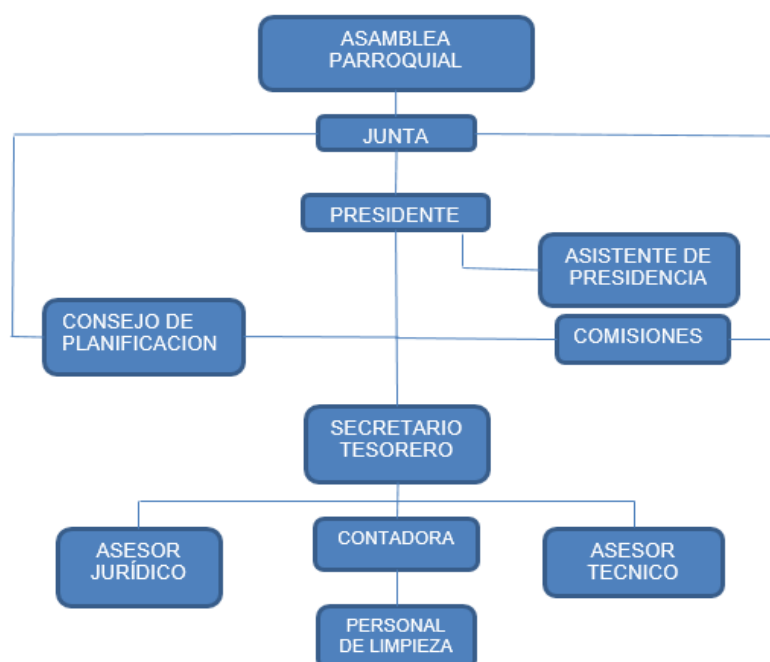 ASAMBLEA
PARROQUIAL
JUNTA
PRESIDENTE
ASISTENTE DE
PRESIDENCIA
CONSEJO DE
PLANIFICACION
COMISIONES
SECRETARIO
TESORERO
ASESOR
JURÍDICO
CONTADORA
ASESOR
TECNICO
PERSONAL
DE LIMPIEZA